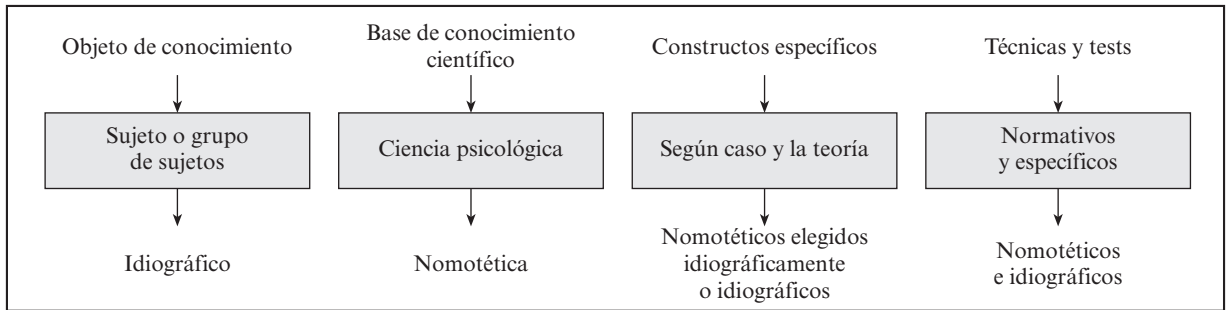 Objeto de conocimiento
Sujeto o grupo
de sujetos
Idiográfico
Base de conocimiento
científico
Ciencia psicológica
Nomotética
Constructos específicos
Según caso y la teoría
Nomotéticos elegidos
idiográficamente
o idiográficos
Técnicas y tests
Normativos
y específicos
Nomotéticos
e idiográficos